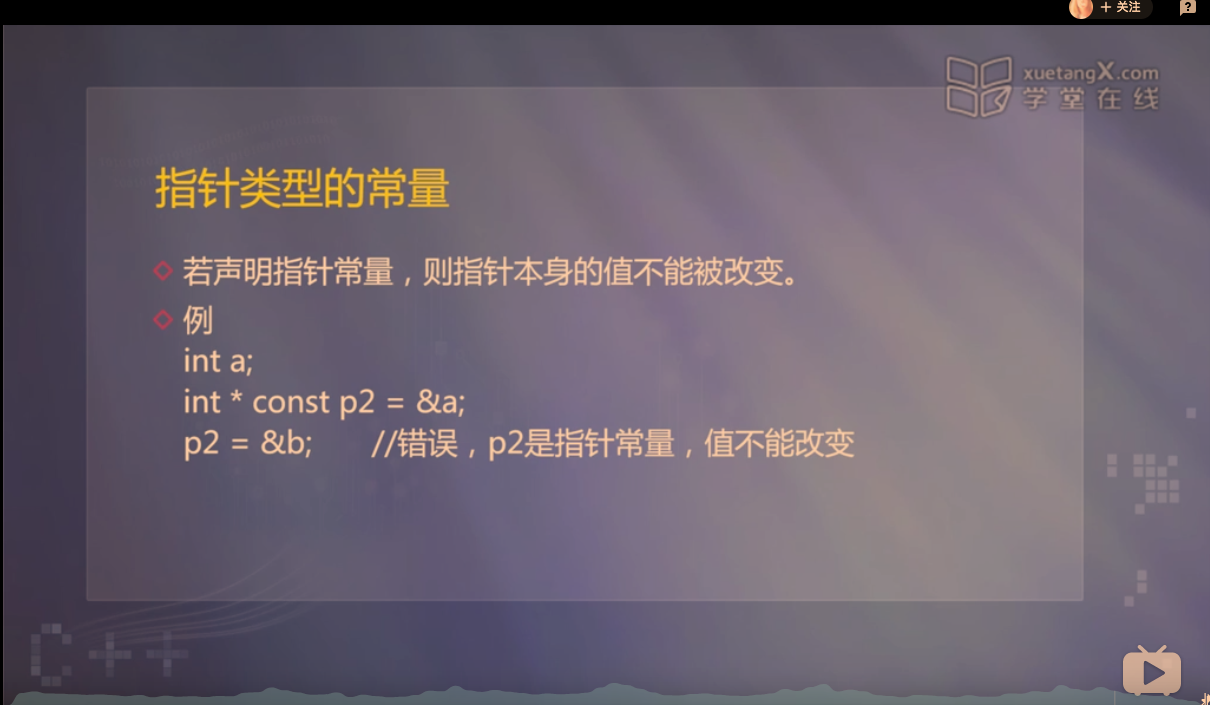 + 关注
?
xuetangX.com
学堂在线
指针类型的常量
若声明指针常量，则指针本身的值不能被改变。
例
int a;
int * const p2 = &a;
p2 = &b; //错误，p2是指针常量，值不能改变
C++